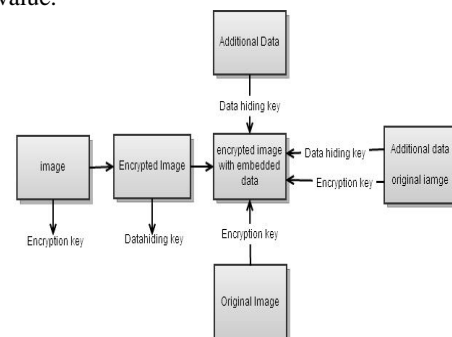 value.
Additional Data
Data hiding key
image
Encrypted Image
encrypted image
with embedded
data
Data hiding key
Encryption key
Additional data
original iamge
Encryption key
Datahiding key
Encryption key
Original Image